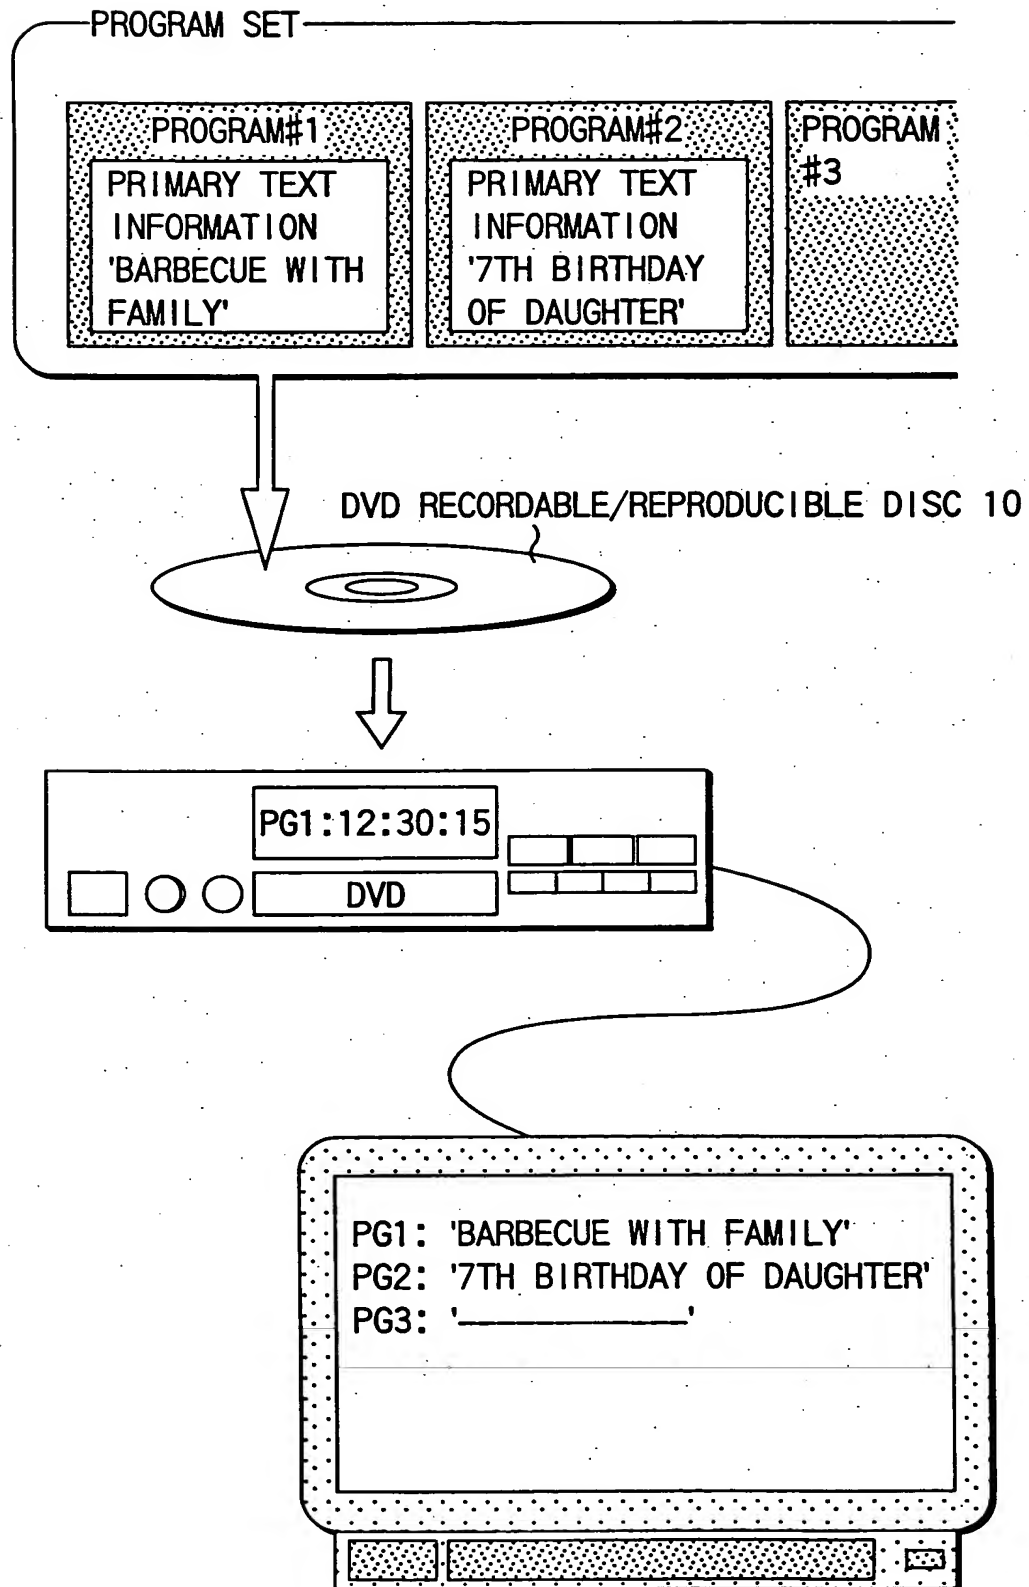 PROGRAM SET
PROGRAM#1
PRIMARY TEXT
INFORMATION
'BARBECUE WITH
FAMILY'
PROGRAM#2
PRIMARY TEXT
INFORMATION
'7TH BIRTHDAY
OF DAUGHTER'
PROGRAM
#3
DVD RECORDABLE/REPRODUCIBLE DISC 10
PG1:12:30:15
DVD
PG1: 'BARBECUE WITH FAMILY'
PG2: '7TH BIRTHDAY OF DAUGHTER'
PG3: '__________'